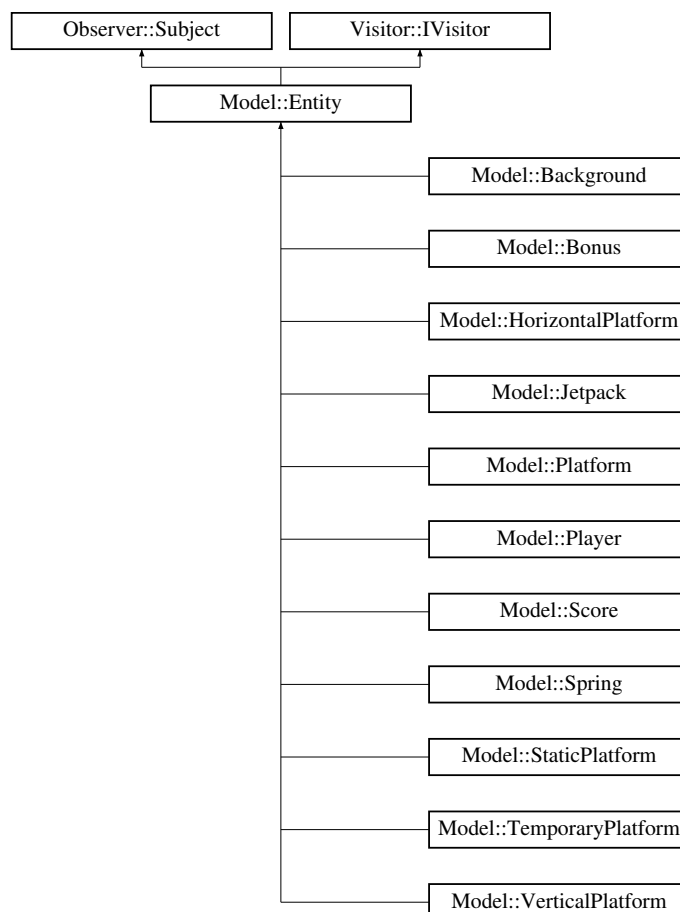 Observer::Subject
Visitor::IVisitor
Model::Entity
Model::Background
Model::Bonus
Model::HorizontalPlatform
Model::Jetpack
Model::Platform
Model::Player
Model::Score
Model::Spring
Model::StaticPlatform
Model::TemporaryPlatform
Model::VerticalPlatform